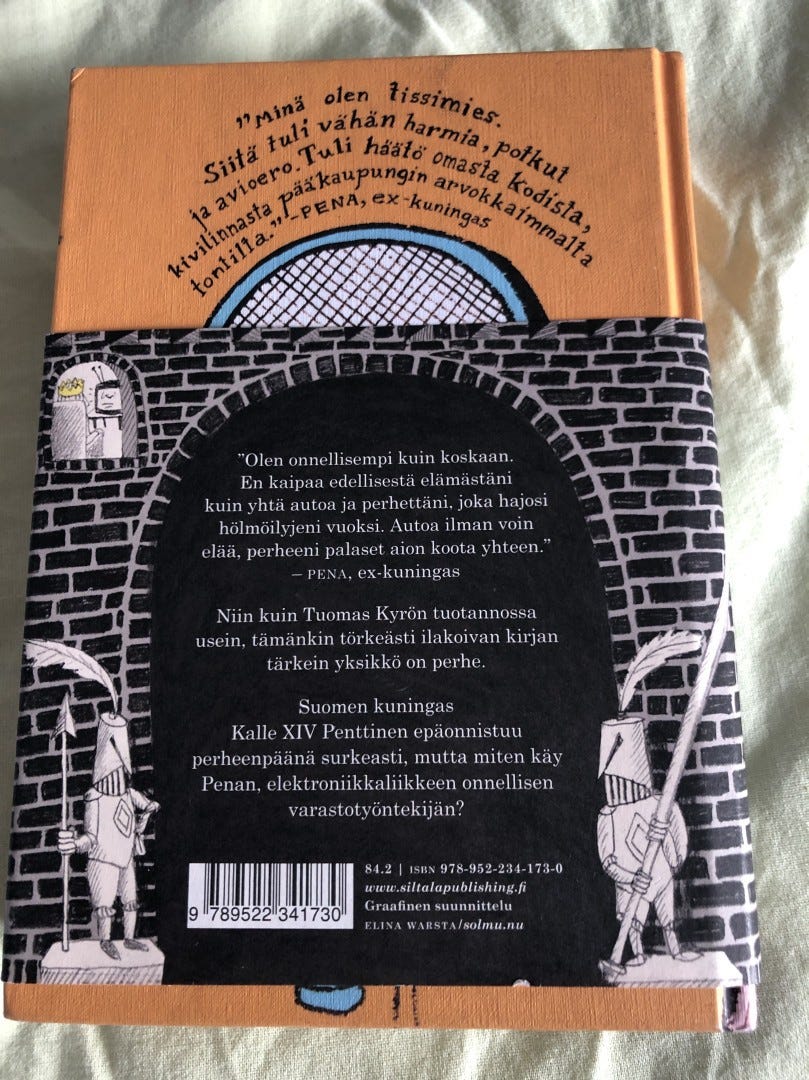 ”Minä olen tissimies.
Siitä tuli vähän harmia, potkut
ja avioero. Tuli häätö omasta kodista,
kivilinnasta pääkaupungin arvokkaimmalta
tontilta.” –PENA, ex-kuningas
”Olen onnellisempi kuin koskaan.
En kaipaa edellisestä elämästäni
kuin yhtä autoa ja perhettäni, joka hajosi
hölmöilyjeni vuoksi. Autoa ilman voin
elää, perheeni palaset aion koota yhteen.”
– PENA, ex-kuningas
Niin kuin Tuomas Kyrön tuotannossa
usein, tämänkin törkeästi ilakoivan kirjan
tärkein yksikkö on perhe.
Suomen kuningas
Kalle XIV Penttinen epäonnistuu
perheenpäänä surkeasti, mutta miten käy
Penan, elektroniikkaliikkeen onnellisen
varastotyöntekijän?
84.2 | ISBN 978-952-234-173-0
www.siltalapublishing.fi
Graafinen suunnittelu
ELINA WARSTA/solmu.nu
9 789522 341730